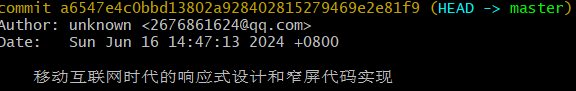 commit a6547e4c0bbd13802a928402815279469e2e81f9 (HEAD -> master)
Author: unknown <2676861624@qq.com>
Date:   Sun Jun 16 14:47:13 2024 +0800
移动互联网时代的响应式设计和窄屏代码实现